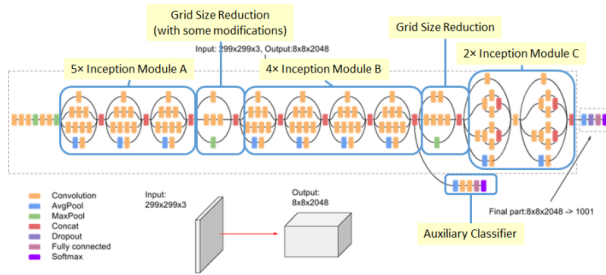 Grid Size Reduction
(with some modifications)
Grid Size Reduction
Input: 299x299x3, Output:8x8x2048
5× Inception Module A
4× Inception Module B
2× Inception Module C
Convolution
AvgPool
MaxPool
Concat
Dropout
Fully connected
Softmax
Input:
299x299x3
Output:
8x8x2048
Auxiliary Classifier
Final part:8x8x2048 -> 1001